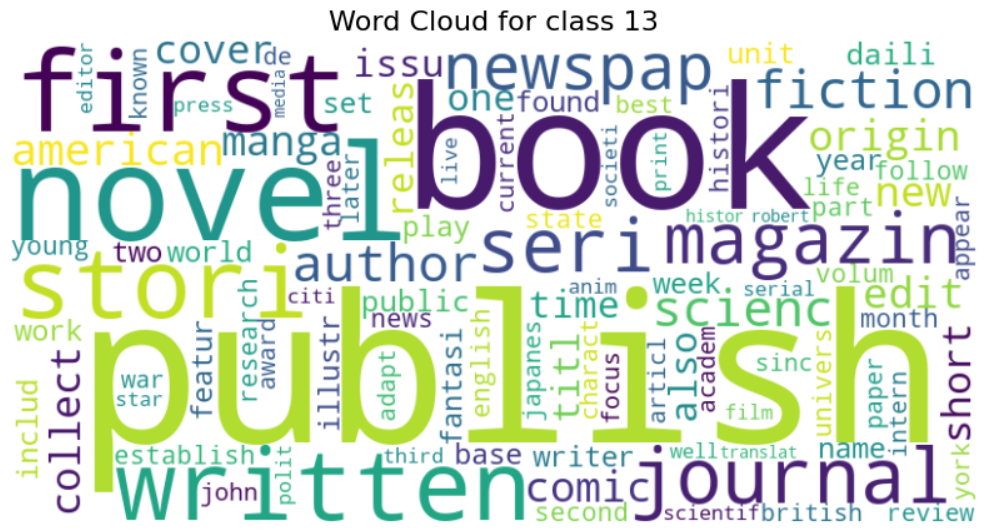 Word Cloud for class 13
editor
known
cover
de
media
press
set
issu
newspap
unit
daili
first
one
found
best
fiction
american
manga
releas
book
histori
origin
year
follow
novel
three
later
live
current
societi
print
life
new
part
play
state
histor
robert
appear
young
two
world
author
seri
magazin
stori
citi
public
time
anim
week
serial
volum
edit
work
research
news
scienc
month
publish
war
star
featur
award
illustr
adapt
fantasi
english
japanes
titl
charact
focus
articl
also
academ
sinc
film
univers
paper
intern
short
includ
collect
establish
written
john
polit
third
base
writer
comic
second
well
translat
name
journal
scientif
british
york
review